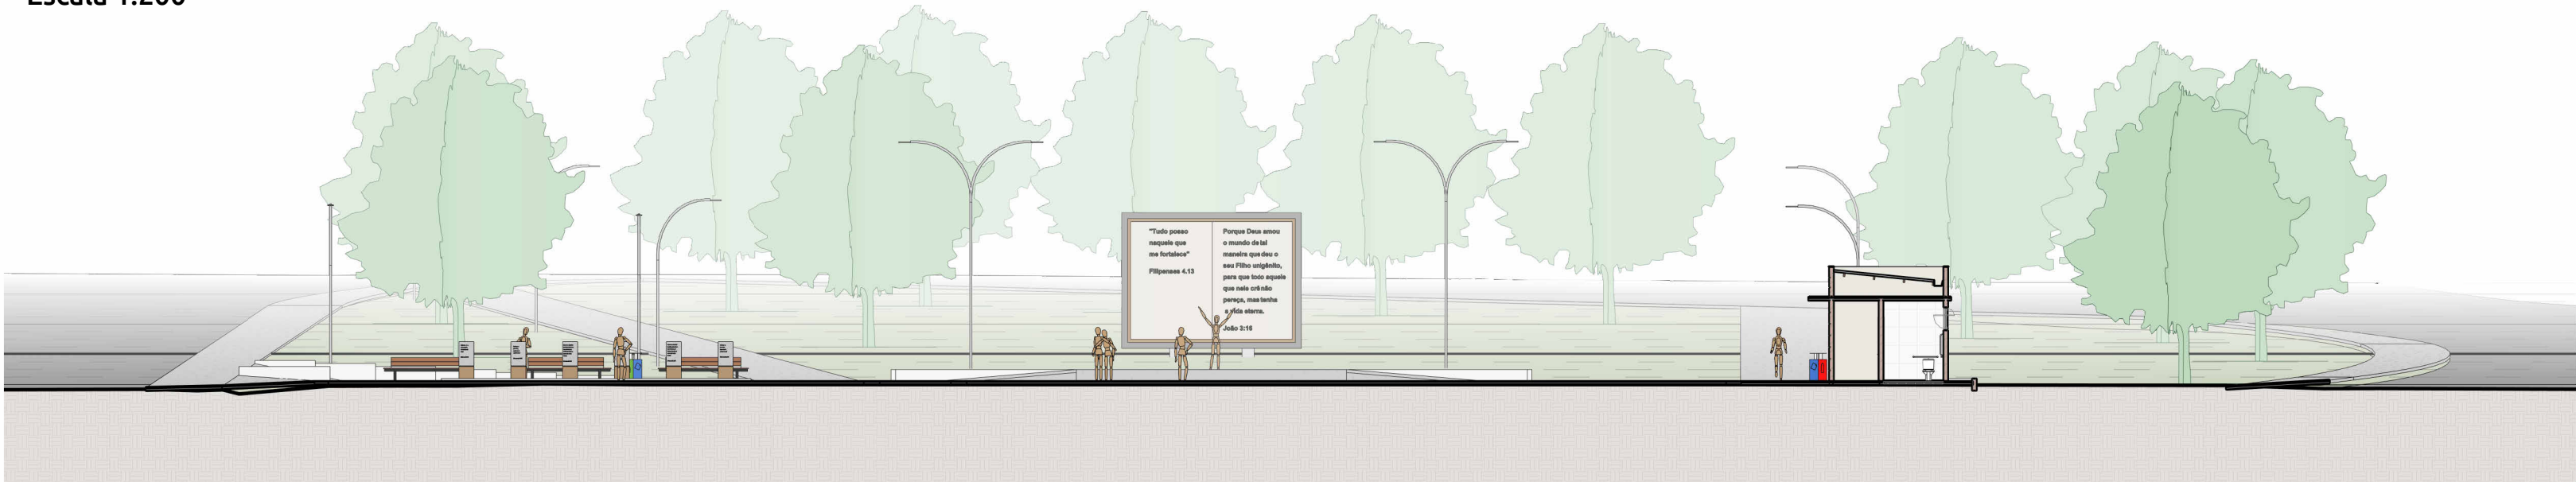 Escala 1:200
"Tudo posso
naquele que
me fortalece"
Filipenses 4.13
Porque Deus amou
o mundo de tal
maneira que deu o
seu Filho unigênito,
para que todo aquele
que nele crê não
pereça, mas tenha
a vida eterna.
João 3:16